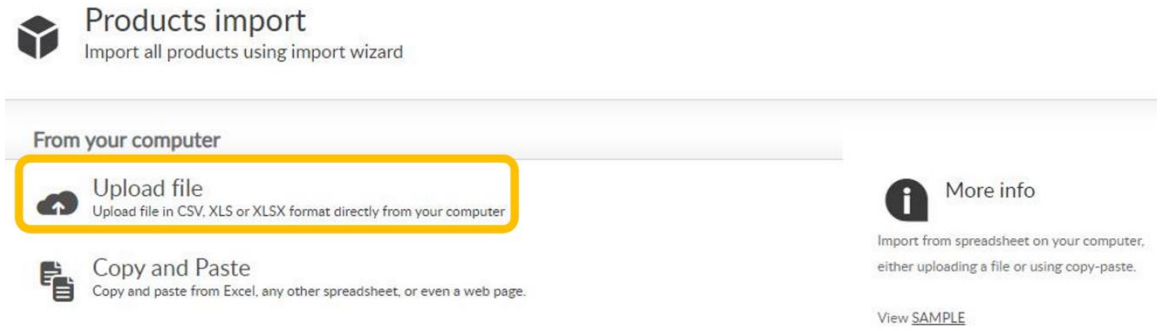 Products import
Import all products using import wizard
From your computer
Upload file
Upload file in CSV, XLS or XLSX format directly from your computer
Copy and Paste
Copy and paste from Excel, any other spreadsheet, or even a web page.
More info
Import from spreadsheet on your computer,
either uploading a file or using copy-paste.
View SAMPLE